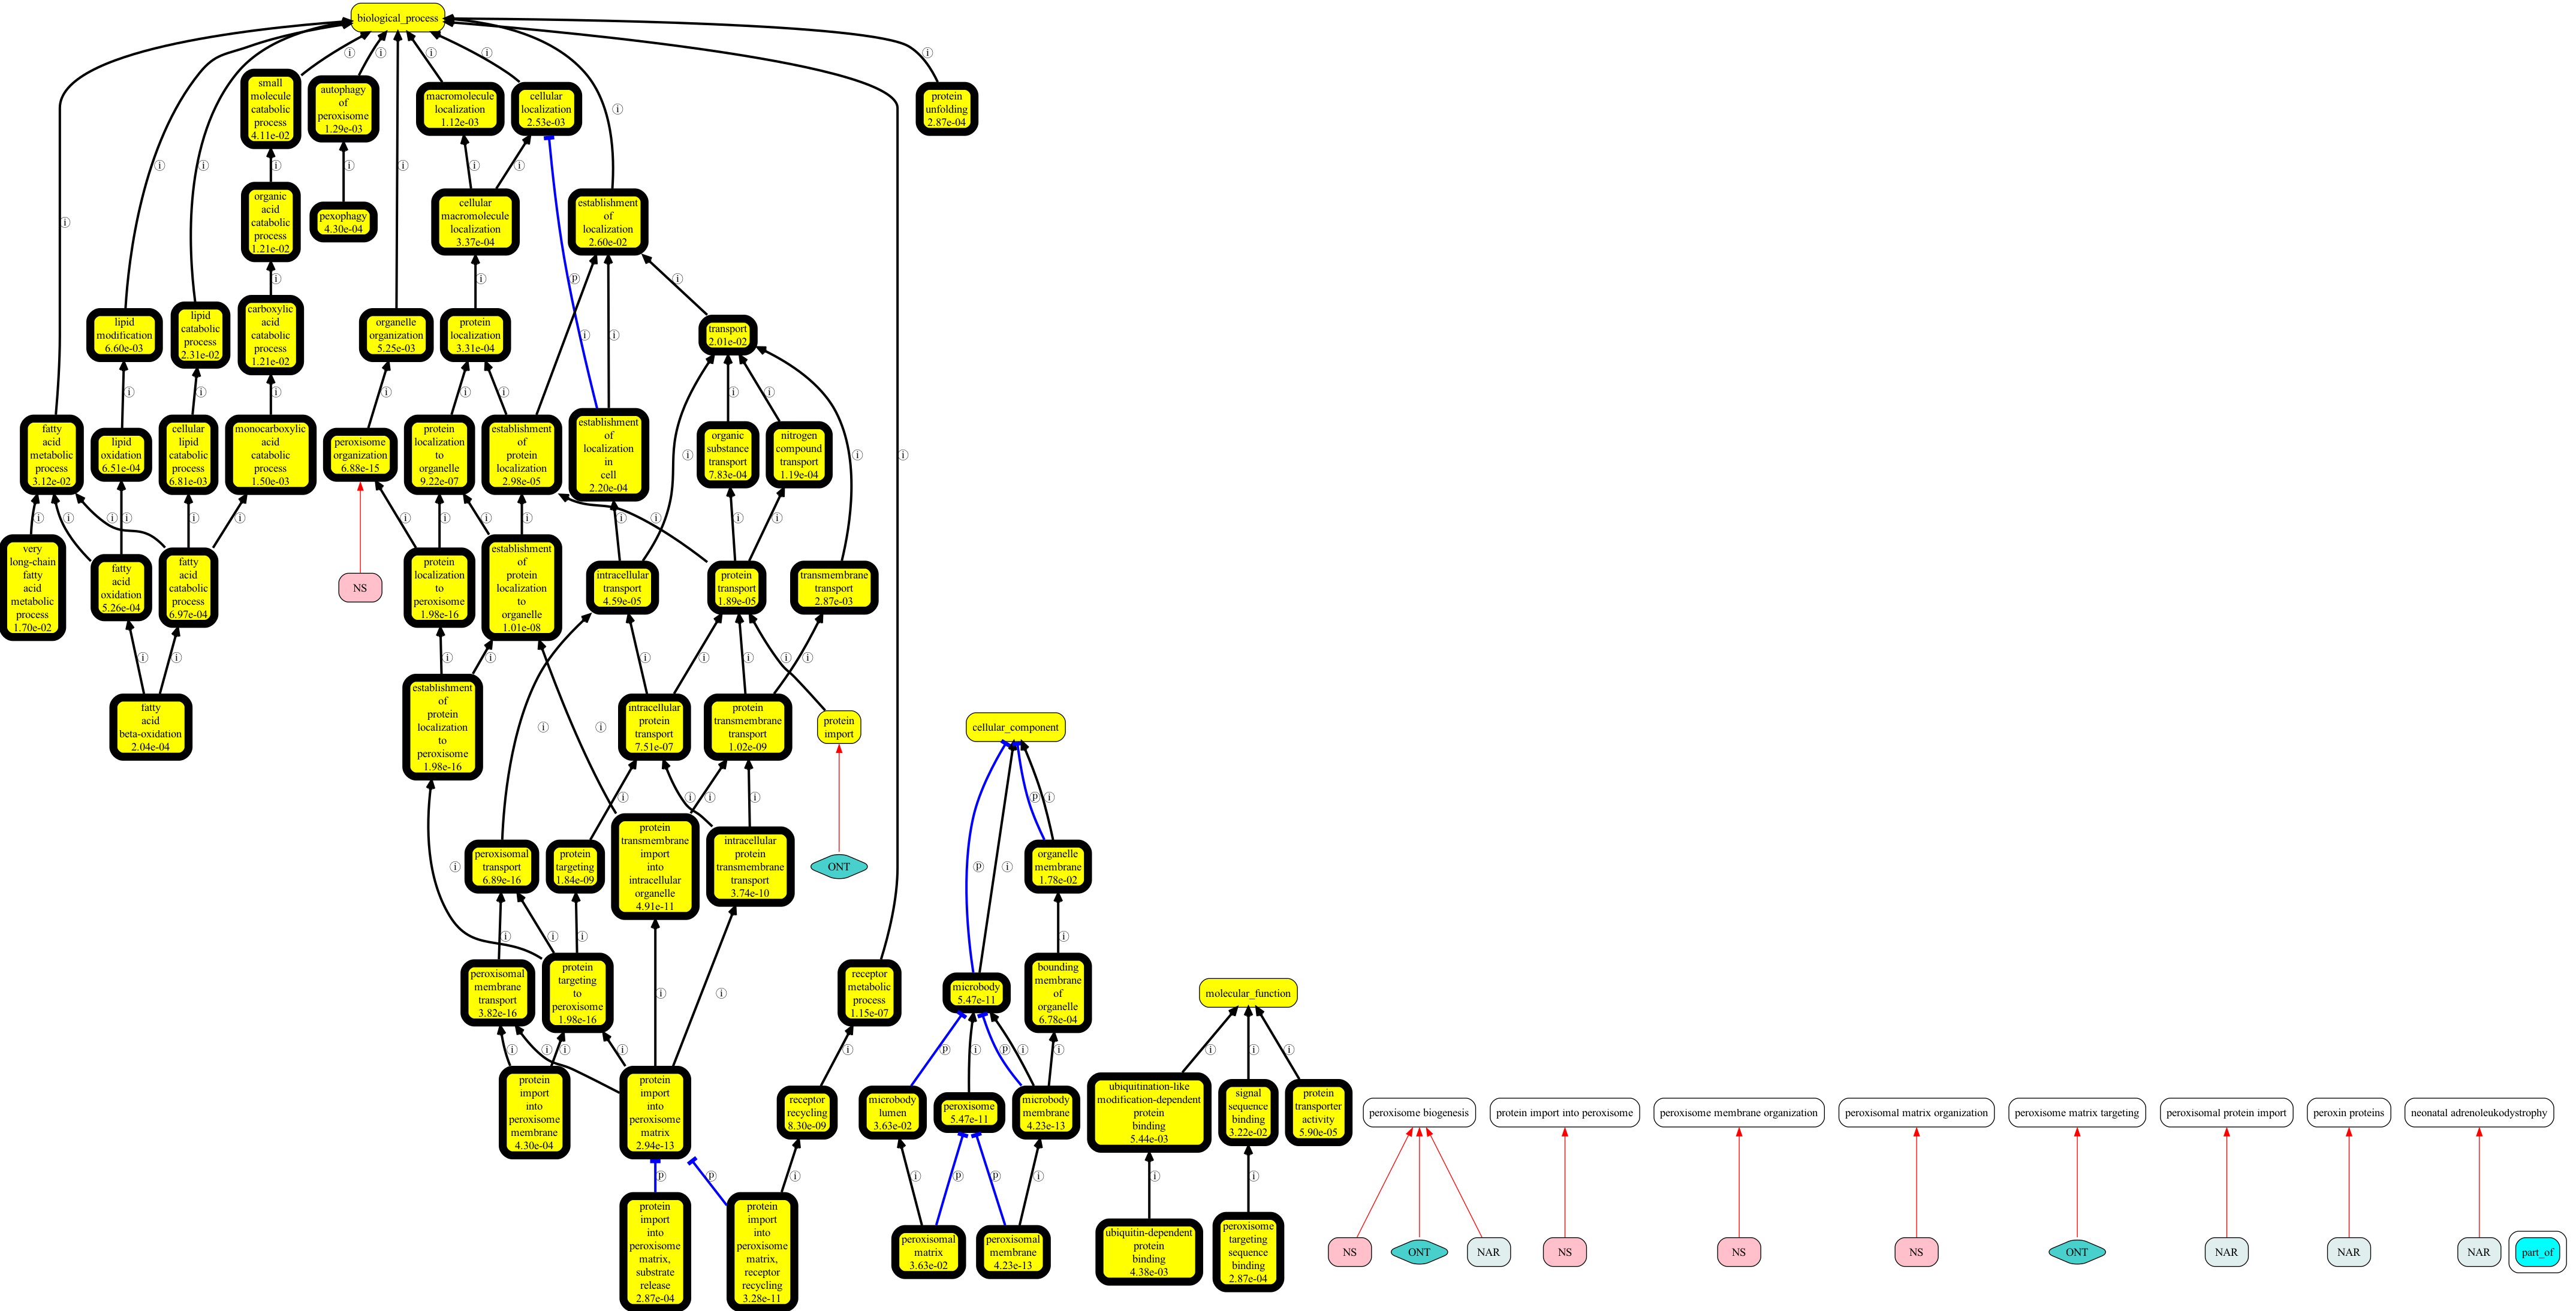 biological_process
small
molecule
catabolic
process
4.11e-02
autophagy
of
peroxisome
1.29e-03
macromolecule
localization
1.12e-03
cellular
localization
2.53e-03
protein
unfolding
2.87e-04
organic
acid
catabolic
process
1.21e-02
pexophagy
4.30e-04
cellular
macromolecule
localization
3.37e-04
establishment
of
localization
2.60e-02
lipid
modification
6.60e-03
lipid
catabolic
process
2.31e-02
carboxylic
acid
catabolic
process
1.21e-02
organelle
organization
5.25e-03
protein
localization
3.31e-04
transport
2.01e-02
fatty
acid
metabolic
process
3.12e-02
lipid
oxidation
6.51e-04
cellular
lipid
catabolic
process
6.81e-03
monocarboxylic
acid
catabolic
process
1.50e-03
peroxisome
organization
6.88e-15
protein
localization
to
organelle
9.22e-07
establishment
of
protein
localization
2.98e-05
establishment
of
localization
in
cell
2.20e-04
organic
substance
transport
7.83e-04
nitrogen
compound
transport
1.19e-04
very
long-chain
fatty
acid
metabolic
process
1.70e-02
fatty
acid
oxidation
5.26e-04
fatty
acid
catabolic
process
6.97e-04
NS
protein
localization
to
peroxisome
1.98e-16
establishment
of
protein
localization
to
organelle
1.01e-08
intracellular
transport
4.59e-05
protein
transport
1.89e-05
transmembrane
transport
2.87e-03
fatty
acid
beta-oxidation
2.04e-04
establishment
of
protein
localization
to
peroxisome
1.98e-16
intracellular
protein
transport
7.51e-07
protein
transmembrane
transport
1.02e-09
protein
import
cellular_component
peroxisomal
transport
6.89e-16
protein
targeting
1.84e-09
protein
transmembrane
import
into
intracellular
organelle
4.91e-11
intracellular
protein
transmembrane
transport
3.74e-10
ONT
organelle
membrane
1.78e-02
peroxisomal
membrane
transport
3.82e-16
protein
targeting
to
peroxisome
1.98e-16
receptor
metabolic
process
1.15e-07
microbody
5.47e-11
bounding
membrane
of
organelle
6.78e-04
molecular_function
protein
import
into
peroxisome
membrane
4.30e-04
protein
import
into
peroxisome
matrix
2.94e-13
receptor
recycling
8.30e-09
microbody
lumen
3.63e-02
peroxisome
5.47e-11
microbody
membrane
4.23e-13
ubiquitination-like
modification-dependent
protein
binding
5.44e-03
signal
sequence
binding
3.22e-02
protein
transporter
activity
5.90e-05
peroxisome biogenesis
protein import into peroxisome
peroxisome membrane organization
peroxisomal matrix organization
peroxisome matrix targeting
peroxisomal protein import
peroxin proteins
neonatal adrenoleukodystrophy
protein
import
into
peroxisome
matrix,
substrate
release
2.87e-04
protein
import
into
peroxisome
matrix,
receptor
recycling
3.28e-11
peroxisomal
matrix
3.63e-02
peroxisomal
membrane
4.23e-13
ubiquitin-dependent
protein
binding
4.38e-03
peroxisome
targeting
sequence
binding
2.87e-04
NS
ONT
NAR
NS
NS
NS
ONT
NAR
NAR
NAR
part_of